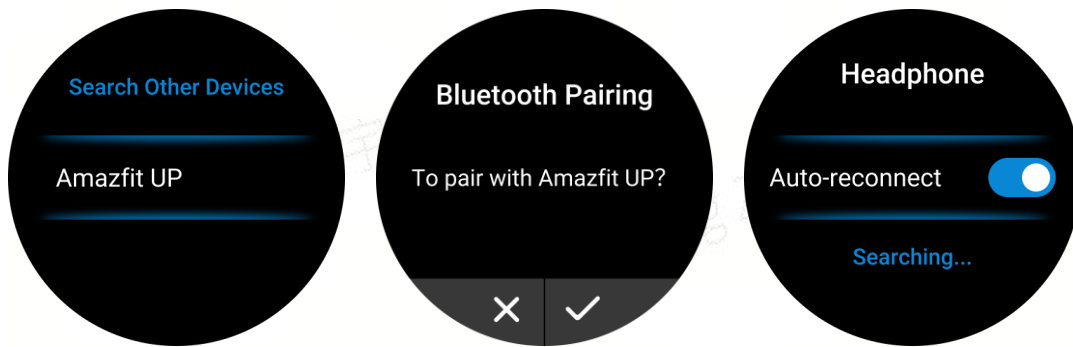 Search Other Devices
Amazfit UP
Bluetooth Pairing
To pair with Amazfit UP?
Headphone
Auto-reconnect
Searching...